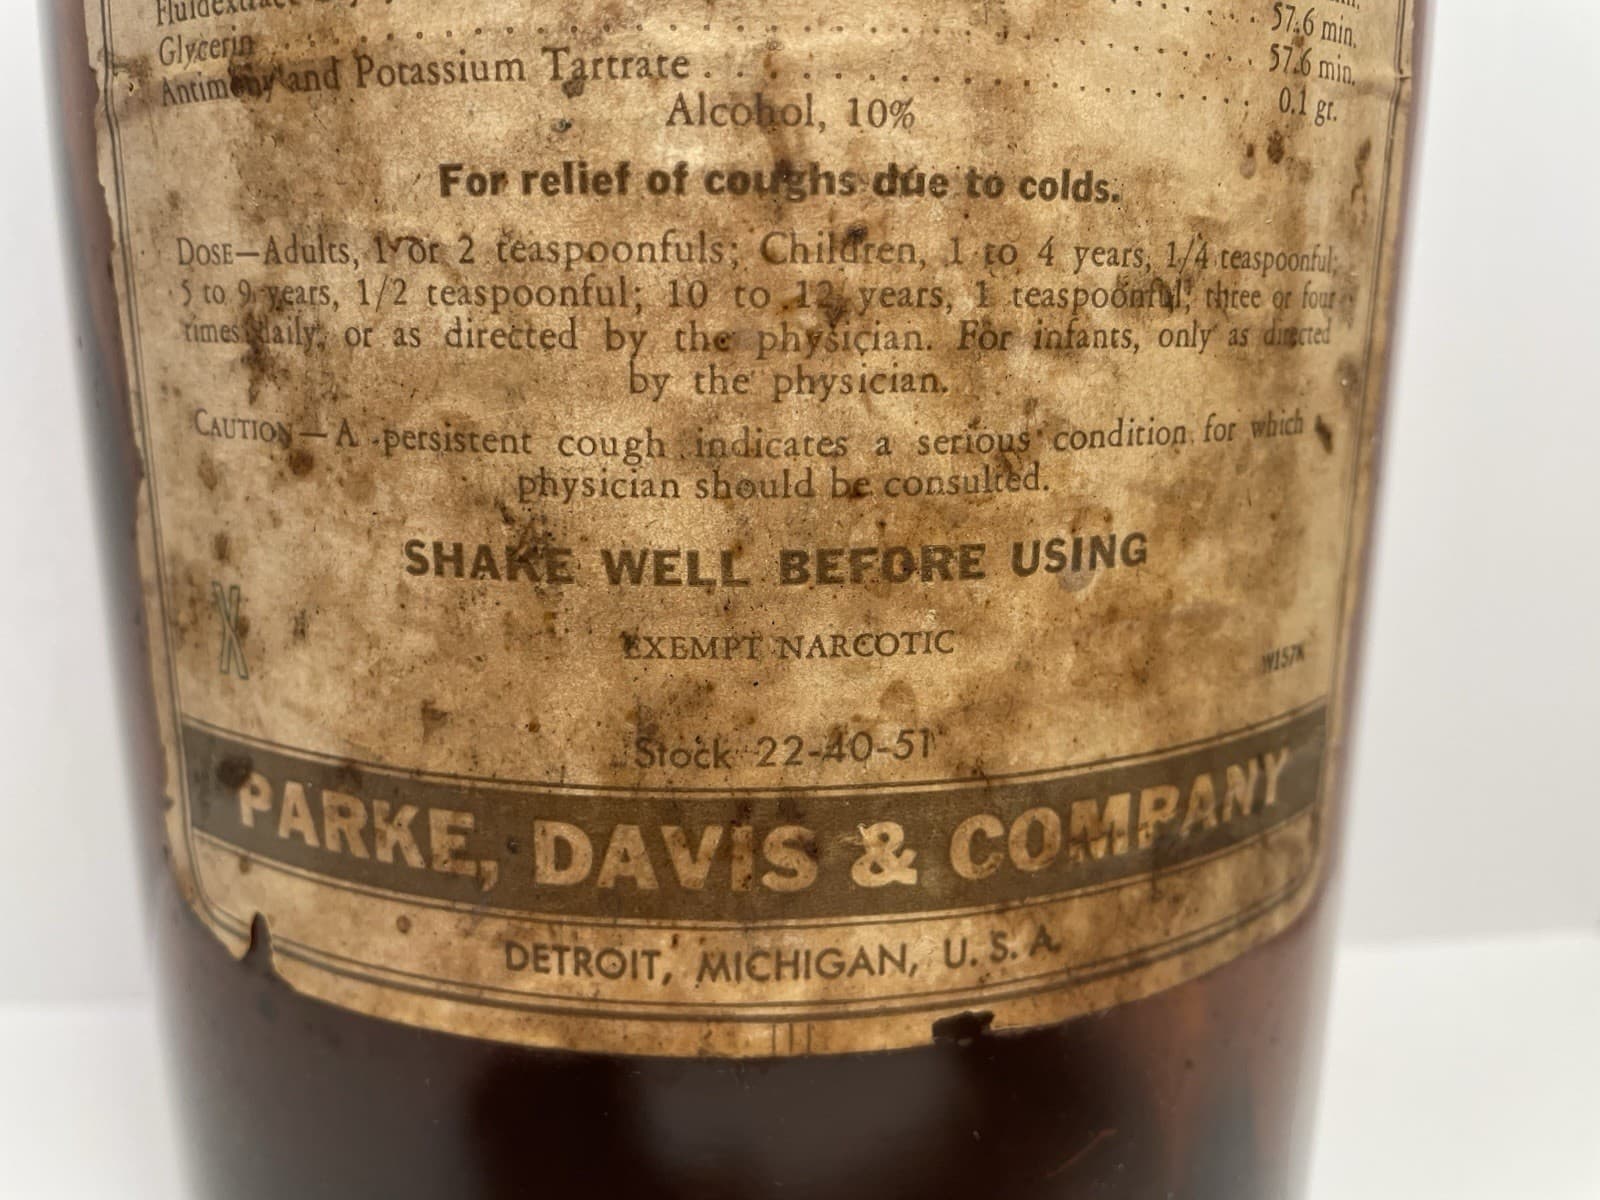 57.6 min.
Glycerin . . . . . . . . . . . . . . . . . . . . . . . . 57.6 min.
Antimony and Potassium Tartrate . . . . . . . . . . . . . . . . 0.1 gr.
Alcohol, 10%
For relief of coughs due to colds.
DOSE—Adults, 1 or 2 teaspoonfuls; Children, 1 to 4 years, 1/4 teaspoonful;
5 to 9 years, 1/2 teaspoonful; 10 to 12 years, 1 teaspoonful; three or four
times daily, or as directed by the physician. For infants, only as directed
by the physician.
CAUTION—A persistent cough indicates a serious condition for which
physician should be consulted.
SHAKE WELL BEFORE USING
X
EXEMPT NARCOTIC
W157K
Stock 22-40-51
PARKE, DAVIS & COMPANY
DETROIT, MICHIGAN, U. S. A.